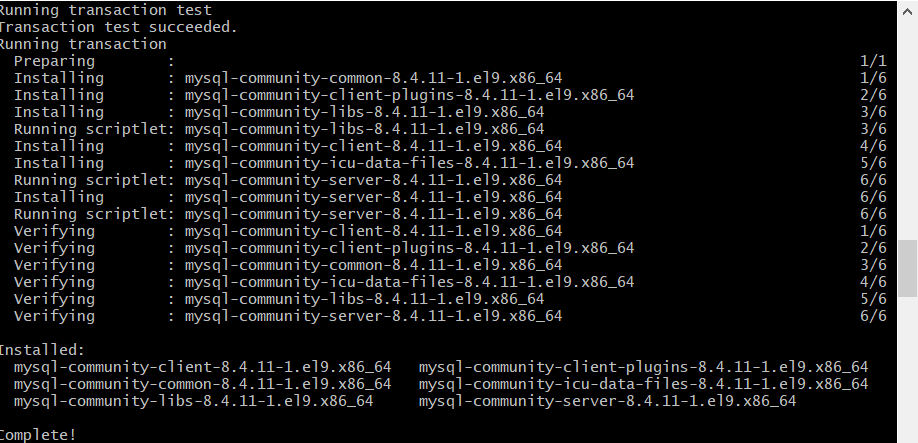 Running transaction test
Transaction test succeeded.
Running transaction
  Preparing        :                                                                            1/1
  Installing       : mysql-community-common-8.4.11-1.el9.x86_64                                 1/6
  Installing       : mysql-community-client-plugins-8.4.11-1.el9.x86_64                         2/6
  Installing       : mysql-community-libs-8.4.11-1.el9.x86_64                                   3/6
  Running scriptlet: mysql-community-libs-8.4.11-1.el9.x86_64                                   3/6
  Installing       : mysql-community-client-8.4.11-1.el9.x86_64                                 4/6
  Installing       : mysql-community-icu-data-files-8.4.11-1.el9.x86_64                         5/6
  Running scriptlet: mysql-community-server-8.4.11-1.el9.x86_64                                 6/6
  Installing       : mysql-community-server-8.4.11-1.el9.x86_64                                 6/6
  Running scriptlet: mysql-community-server-8.4.11-1.el9.x86_64                                 6/6
  Verifying        : mysql-community-client-8.4.11-1.el9.x86_64                                 1/6
  Verifying        : mysql-community-client-plugins-8.4.11-1.el9.x86_64                         2/6
  Verifying        : mysql-community-common-8.4.11-1.el9.x86_64                                 3/6
  Verifying        : mysql-community-icu-data-files-8.4.11-1.el9.x86_64                         4/6
  Verifying        : mysql-community-libs-8.4.11-1.el9.x86_64                                   5/6
  Verifying        : mysql-community-server-8.4.11-1.el9.x86_64                                 6/6

Installed:
  mysql-community-client-8.4.11-1.el9.x86_64   mysql-community-client-plugins-8.4.11-1.el9.x86_64
  mysql-community-common-8.4.11-1.el9.x86_64   mysql-community-icu-data-files-8.4.11-1.el9.x86_64
  mysql-community-libs-8.4.11-1.el9.x86_64     mysql-community-server-8.4.11-1.el9.x86_64

Complete!